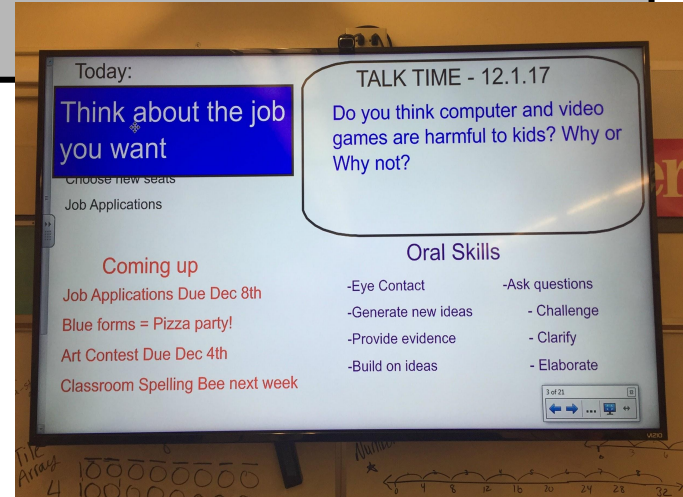 Today:
Think about the job
you want
Choose new seats
Job Applications
TALK TIME - 12.1.17
Do you think computer and video
games are harmful to kids? Why or
Why not?
Coming up
Job Applications Due Dec 8th
Blue forms = Pizza party!
Art Contest Due Dec 4th
Classroom Spelling Bee next week
Oral Skills
-Eye Contact
-Generate new ideas
-Provide evidence
-Build on ideas
-Ask questions
- Challenge
- Clarify
- Elaborate
3 of 21
...
VIZIO
er
Tile
Array
6
4
0 4 8 12 16 20 24 28 32